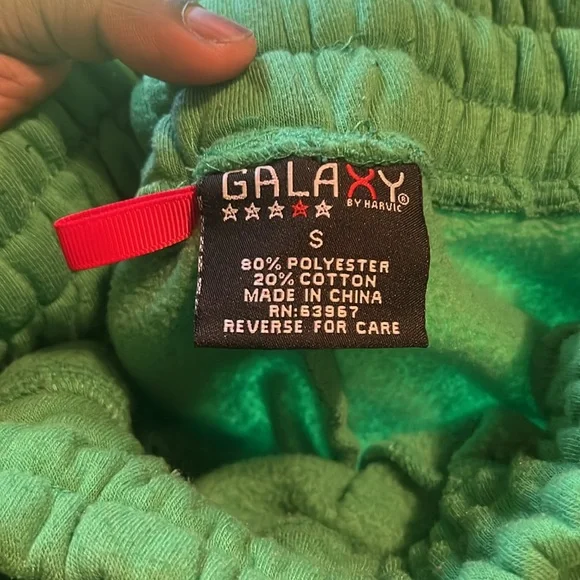 GALAXY®
BY HARVIC
S
80% POLYESTER
20% COTTON
MADE IN CHINA
RN:63967
REVERSE FOR CARE